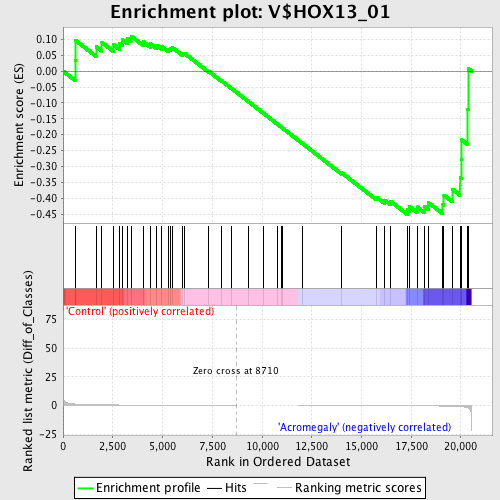 Enrichment plot: V$HOX13_01
Enrichment score (ES)
0.10
0.05
0.00
-0.05
-0.10
-0.15
-0.20
-0.25
-0.30
-0.35
-0.40
-0.45
'Control' (positively correlated)
Ranked list metric (Diff_of_Classes)
75
50
25
0
-25
Zero cross at 8710
'Acromegaly' (negatively correlated)
0 2,500 5,000 7,500 10,000 12,500 15,000 17,500 20,000
Rank in Ordered Dataset
Enrichment profile Hits Ranking metric scores